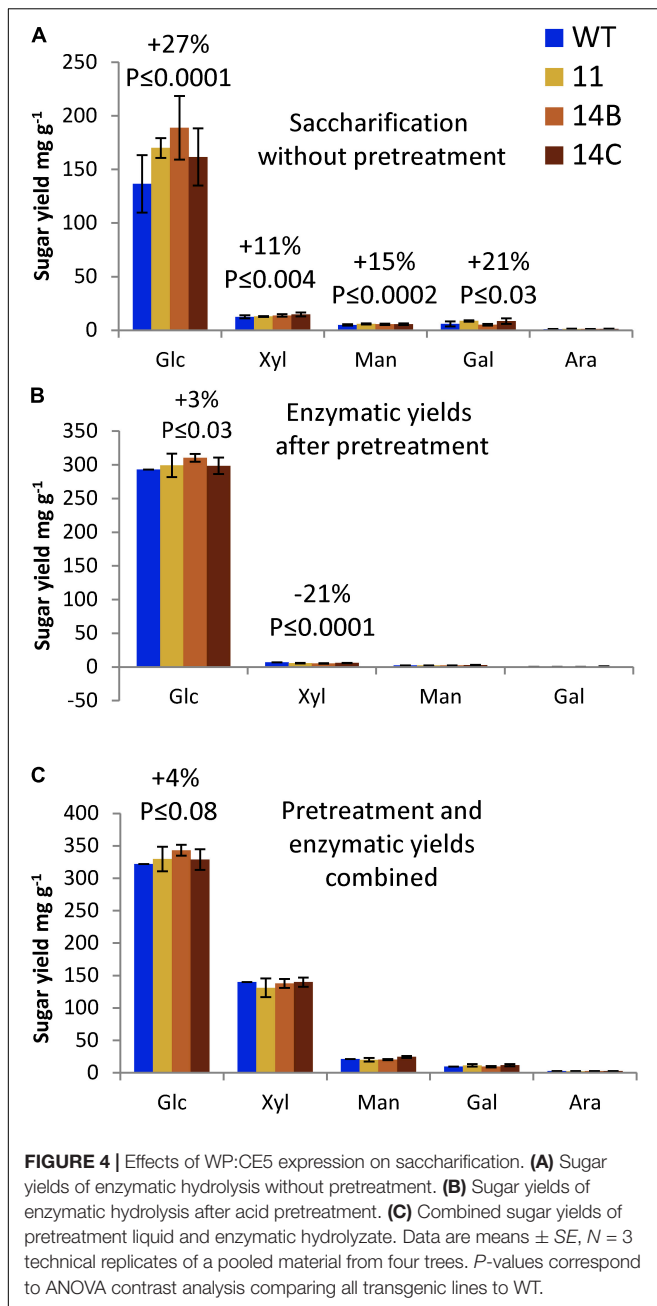 A
+27%
P≤0.0001
WT
11
14B
14C
Saccharification
without pretreatment
Sugar yield mg g⁻¹
250
200
150
100
50
0
+11%
P≤0.004
+15%
P≤0.0002
+21%
P≤0.03
Glc Xyl Man Gal Ara
B
+3%
P≤0.03
Enzymatic yields
after pretreatment
Sugar yield mg g⁻¹
350
300
250
200
150
100
50
0
-50
-21%
P≤0.0001
Glc Xyl Man Gal
C
+4%
P≤0.08
Pretreatment and
enzymatic yields
combined
Sugar yield mg g⁻¹
400
350
300
250
200
150
100
50
0
Glc Xyl Man Gal Ara
FIGURE 4 | Effects of WP:CE5 expression on saccharification. (A) Sugar
yields of enzymatic hydrolysis without pretreatment. (B) Sugar yields of
enzymatic hydrolysis after acid pretreatment. (C) Combined sugar yields of
pretreatment liquid and enzymatic hydrolyzate. Data are means ± SE, N = 3
technical replicates of a pooled material from four trees. P-values correspond
to ANOVA contrast analysis comparing all transgenic lines to WT.